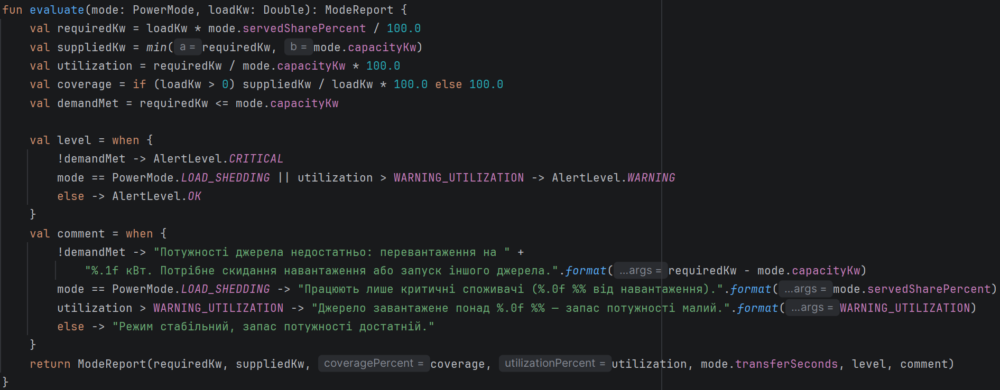 fun evaluate(mode: PowerMode, loadKw: Double): ModeReport {
    val requiredKw = loadKw * mode.servedSharePercent / 100.0
    val suppliedKw = min( a = requiredKw, b = mode.capacityKw)
    val utilization = requiredKw / mode.capacityKw * 100.0
    val coverage = if (loadKw > 0) suppliedKw / loadKw * 100.0 else 100.0
    val demandMet = requiredKw <= mode.capacityKw

    val level = when {
        !demandMet -> AlertLevel.CRITICAL
        mode == PowerMode.LOAD_SHEDDING || utilization > WARNING_UTILIZATION -> AlertLevel.WARNING
        else -> AlertLevel.OK
    }
    val comment = when {
        !demandMet -> "Потужності джерела недостатньо: перевантаження на " +
            "%.1f кВт. Потрібне скидання навантаження або запуск іншого джерела.".format( ...args = requiredKw - mode.capacityKw)
        mode == PowerMode.LOAD_SHEDDING -> "Працюють лише критичні споживачі (%.0f %% від навантаження).".format( ...args = mode.servedSharePercent)
        utilization > WARNING_UTILIZATION -> "Джерело завантажене понад %.0f %% — запас потужності малий.".format( ...args = WARNING_UTILIZATION)
        else -> "Режим стабільний, запас потужності достатній."
    }
    return ModeReport(requiredKw, suppliedKw, coveragePercent = coverage, utilizationPercent = utilization, mode.transferSeconds, level, comment)
}